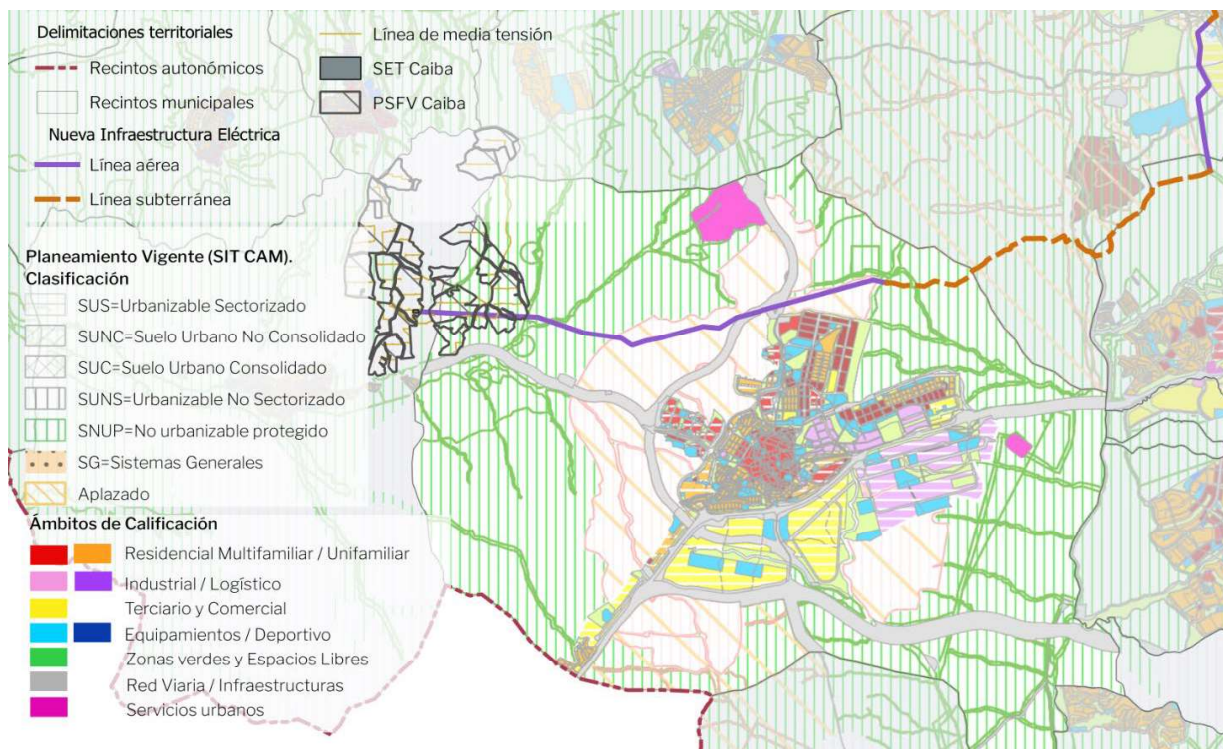 Delimitaciones territoriales
Recintos autonómicos
Recintos municipales
Nueva Infraestructura Eléctrica
Línea aérea
Línea subterránea
Línea de media tensión
SET Caiba
PSFV Caiba
Planeamiento Vigente (SIT CAM).
Clasificación
SUS=Urbanizable Sectorizado
SUNC=Suelo Urbano No Consolidado
SUC=Suelo Urbano Consolidado
SUNS=Urbanizable No Sectorizado
SNUP=No urbanizable protegido
SG=Sistemas Generales
Aplazado
Ámbitos de Calificación
Residencial Multifamiliar / Unifamiliar
Industrial / Logístico
Terciario y Comercial
Equipamientos / Deportivo
Zonas verdes y Espacios Libres
Red Viaria / Infraestructuras
Servicios urbanos